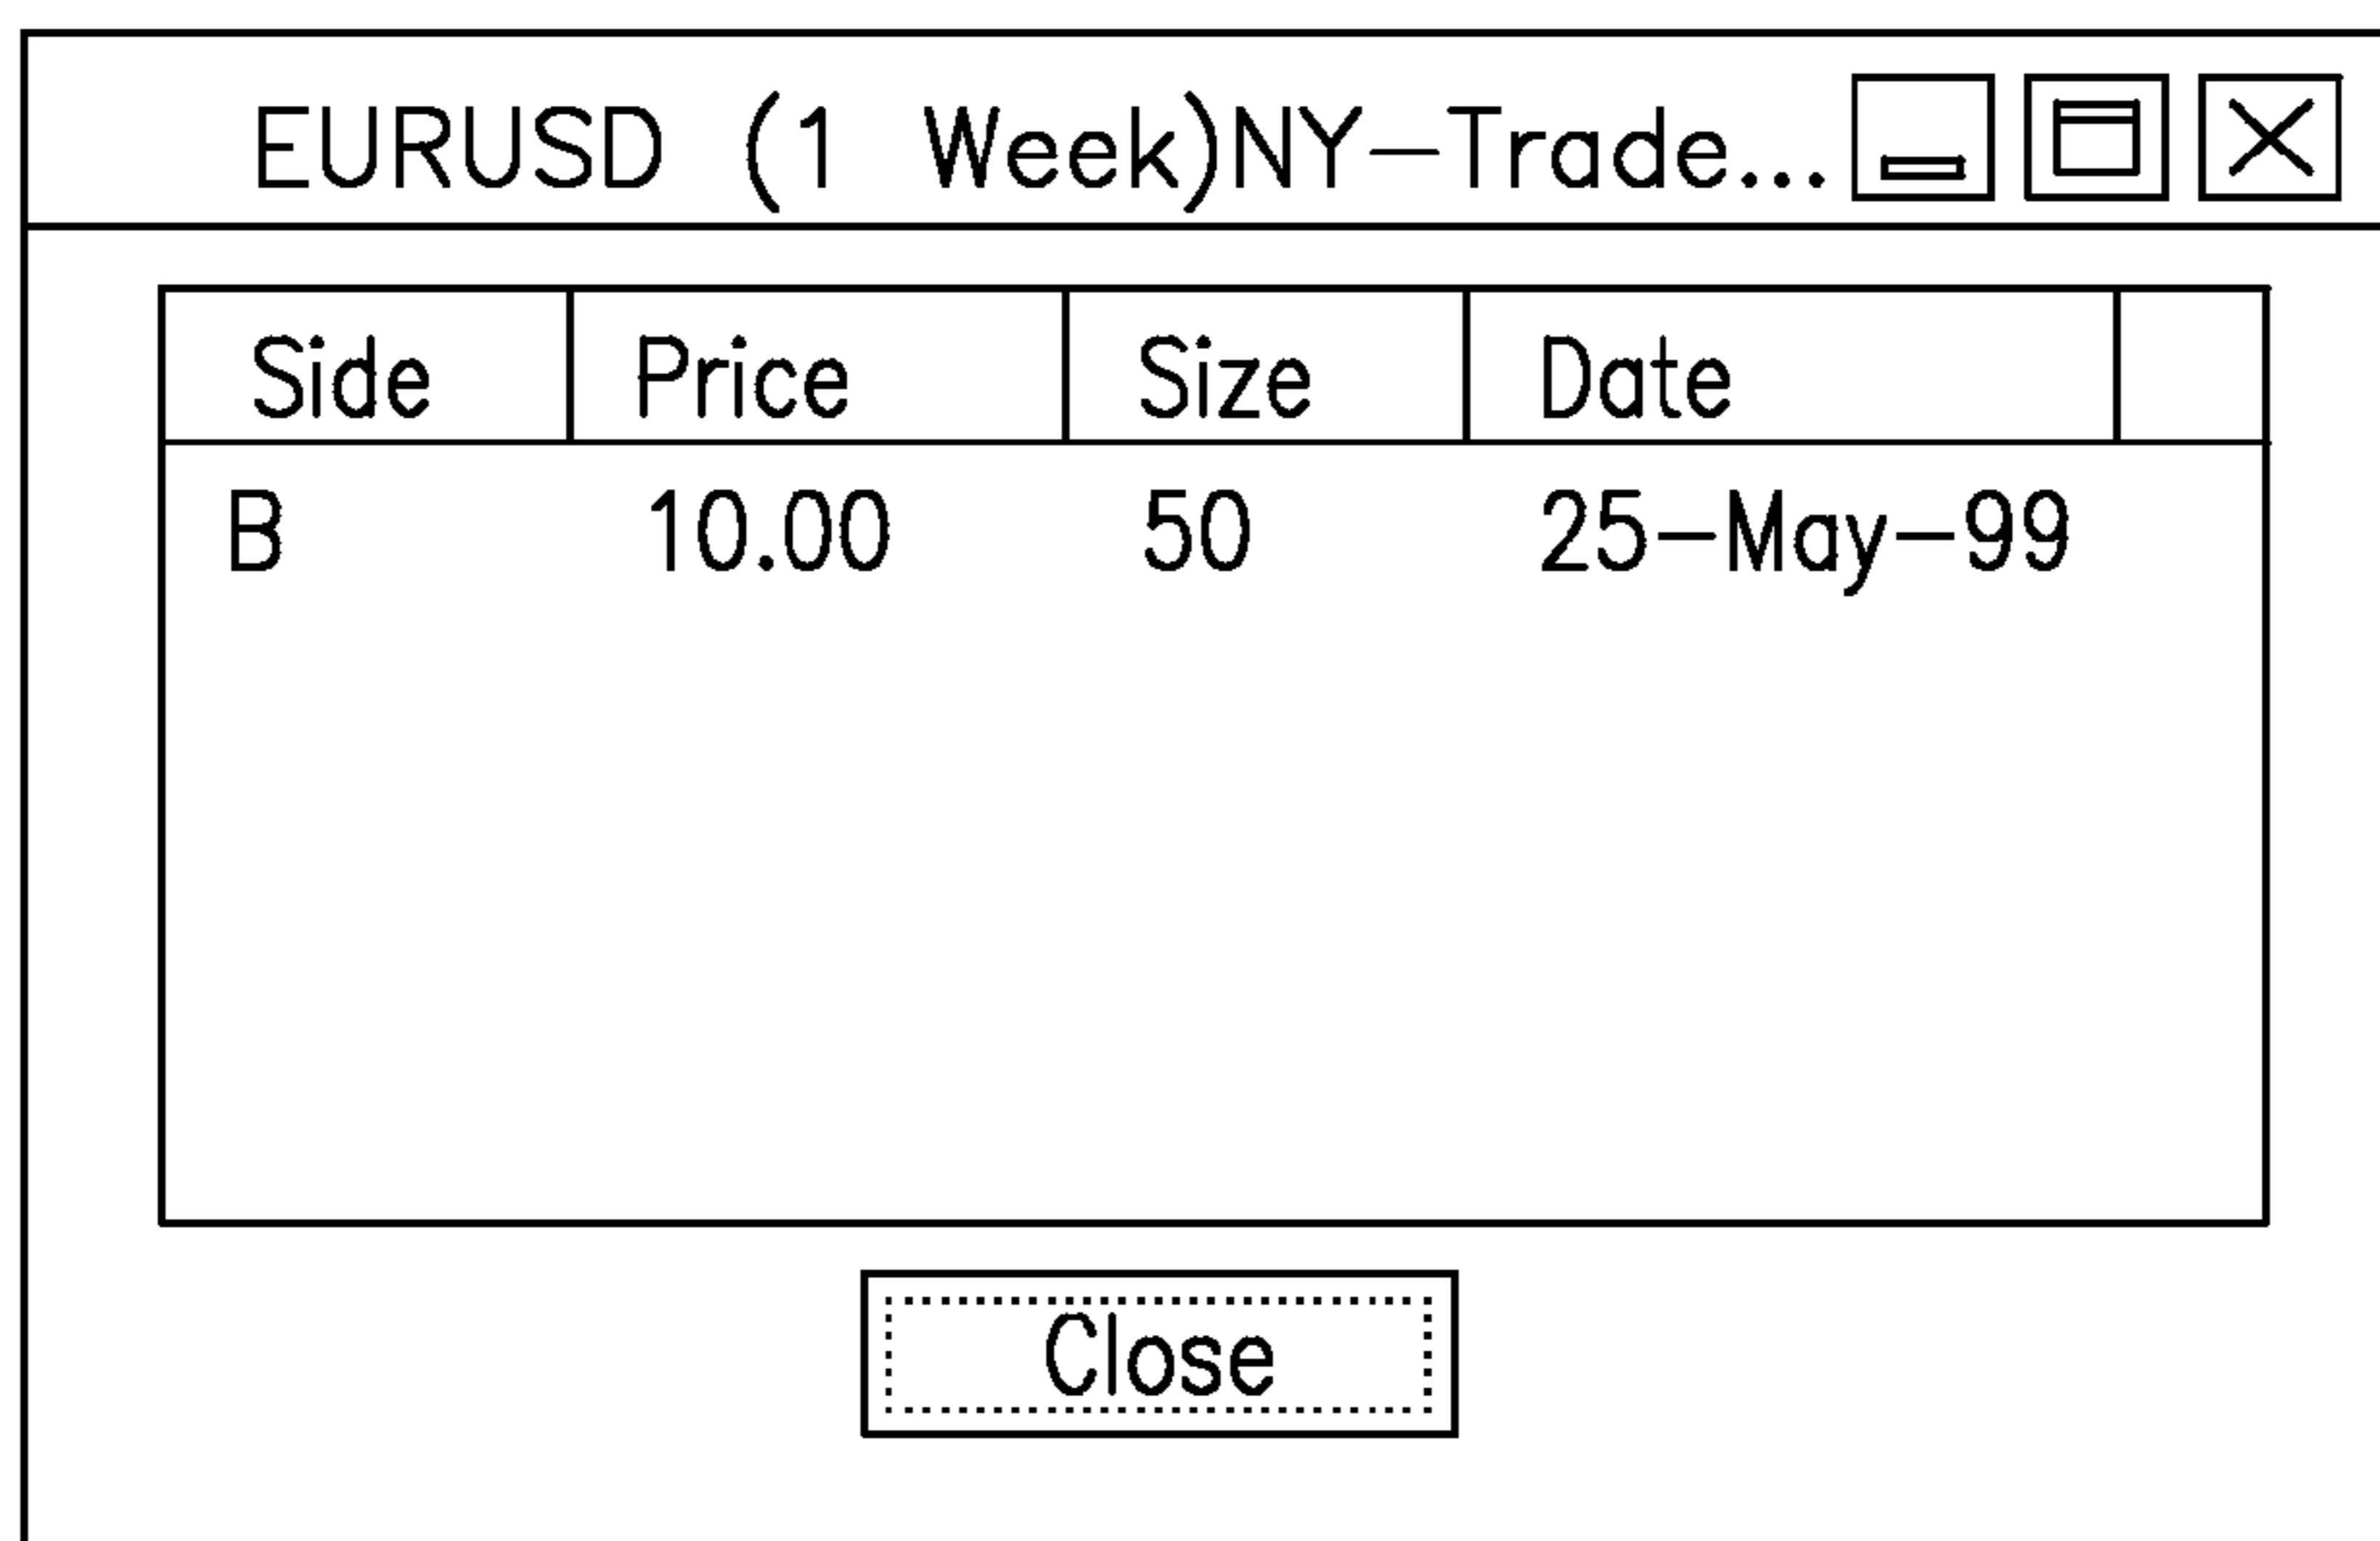 EURUSD (1 Week)NY-Trade...
Side Price Size Date
B 10.00 50 25-May-99
Close